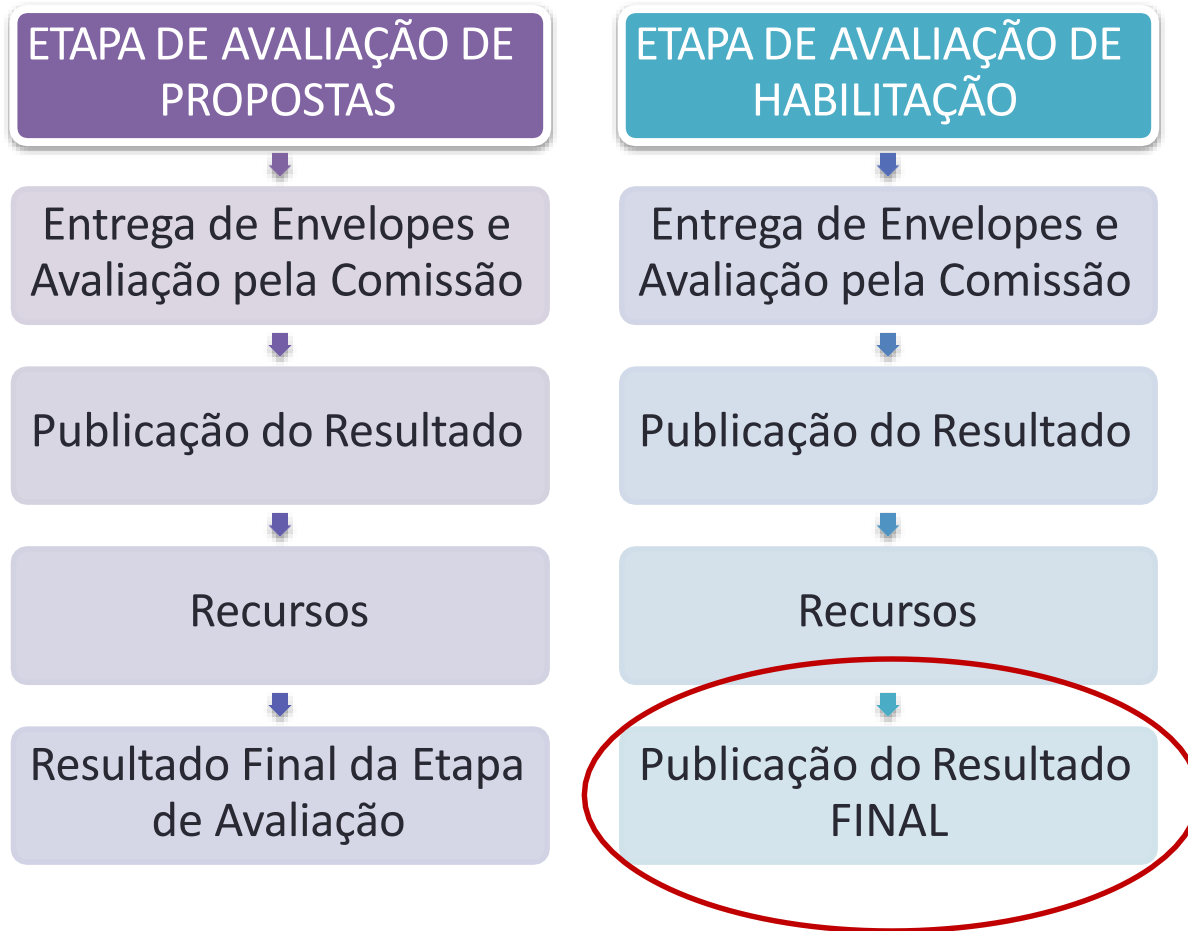 ETAPA DE AVALIAÇÃO DE
PROPOSTAS
Entrega de Envelopes e
Avaliação pela Comissão
Publicação do Resultado
Recursos
Resultado Final da Etapa
de Avaliação
ETAPA DE AVALIAÇÃO DE
HABILITAÇÃO
Entrega de Envelopes e
Avaliação pela Comissão
Publicação do Resultado
Recursos
Publicação do Resultado
FINAL